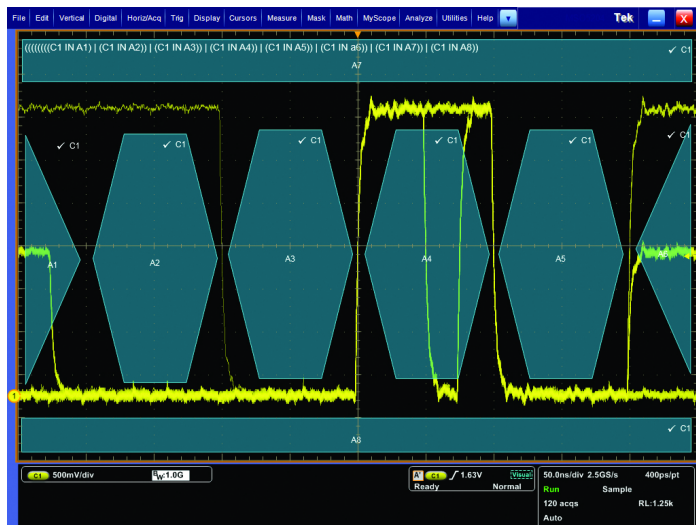 File Edit Vertical Digital Horiz/Acq Trig Display Cursors Measure Mask Math MyScope Analyze Utilities Help Tek X
((((((((C1 IN A1) | (C1 IN A2)) | (C1 IN A3)) | (C1 IN A4)) | (C1 IN A5)) | (C1 IN a6)) | (C1 IN A7)) | (C1 IN A8))
✓ C1
A7
✓ C1 ✓ C1 ✓ C1 ✓ C1 ✓ C1 ✓ C1
A1 A2 A3 A4 A5 A6
1
✓ C1
A8
C1 500mV/div BW:1.0G
A' C1 1.63V Visual
Ready Normal
50.0ns/div 2.5GS/s 400ps/pt
Run Sample
120 acqs RL:1.25k
Auto